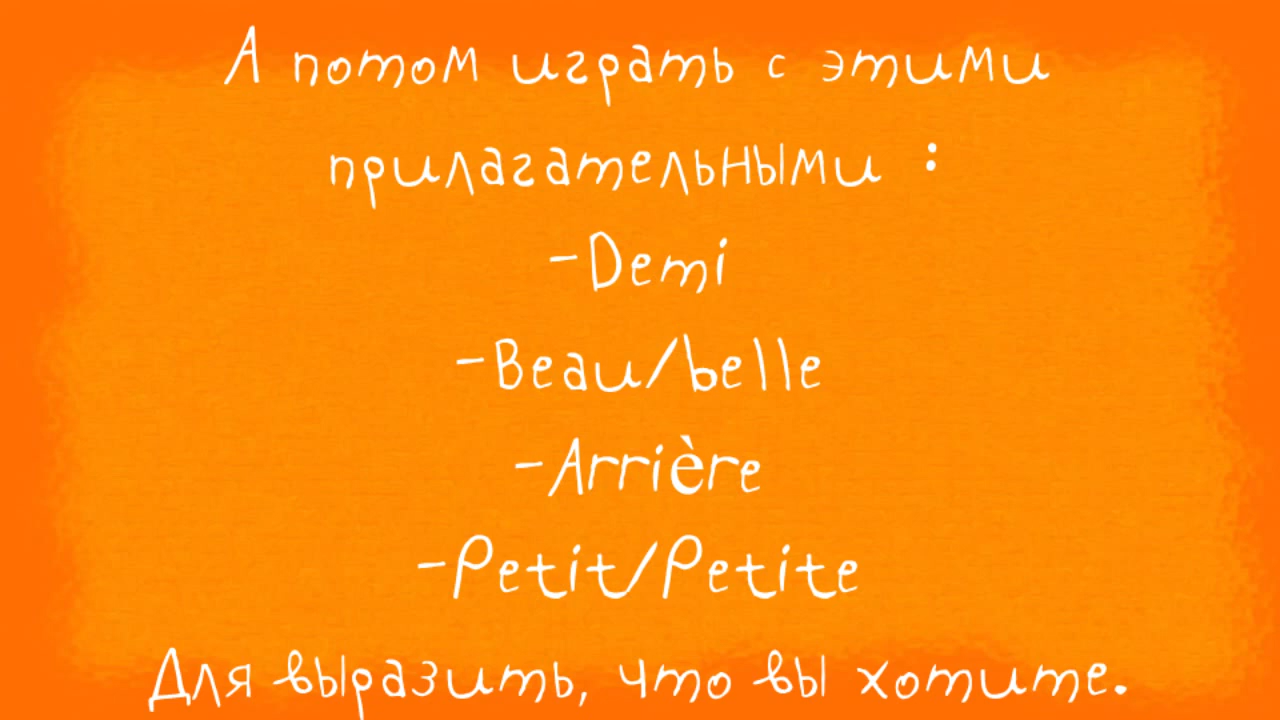 А потом играть с этими
прилагательными :
-Demi
-Beau/belle
-Arrière
-Petit/Petite
Для выразить, что вы хотите.